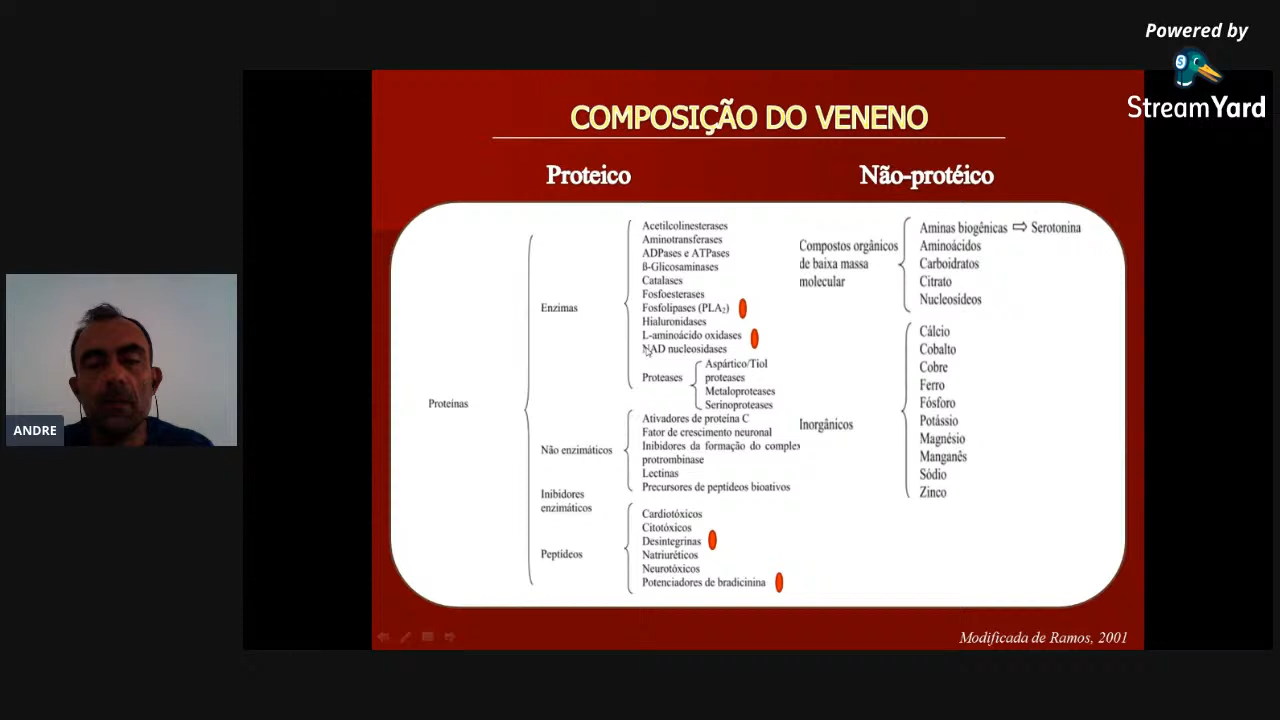 Powered by
StreamYard
COMPOSIÇÃO DO VENENO
Proteico
Não-protéico
Proteínas
Enzimas
Acetilcolinesterases
Aminotransferases
ADPases e ATPases
ß-Glicosaminases
Catalases
Fosfoesterases
Fosfolipases (PLA₂)
Hialuronidases
L-aminoácido oxidases
NAD nucleosidases
Proteases
Aspártico/Tiol
proteases
Metaloproteases
Serinoproteases
Não enzimáticos
Ativadores de proteína C
Fator de crescimento neuronal
Inibidores da formação do complex
protrombinase
Lectinas
Precursores de peptídeos bioativos
Inibidores
enzimáticos
Peptídeos
Cardiotóxicos
Citotóxicos
Desintegrinas
Natriuréticos
Neurotóxicos
Potenciadores de bradicinina
Compostos orgânicos
de baixa massa
molecular
Aminas biogênicas ⇨ Serotonina
Aminoácidos
Carboidratos
Citrato
Nucleosídeos
Inorgânicos
Cálcio
Cobalto
Cobre
Ferro
Fósforo
Potássio
Magnésio
Manganês
Sódio
Zinco
Modificada de Ramos, 2001
ANDRE